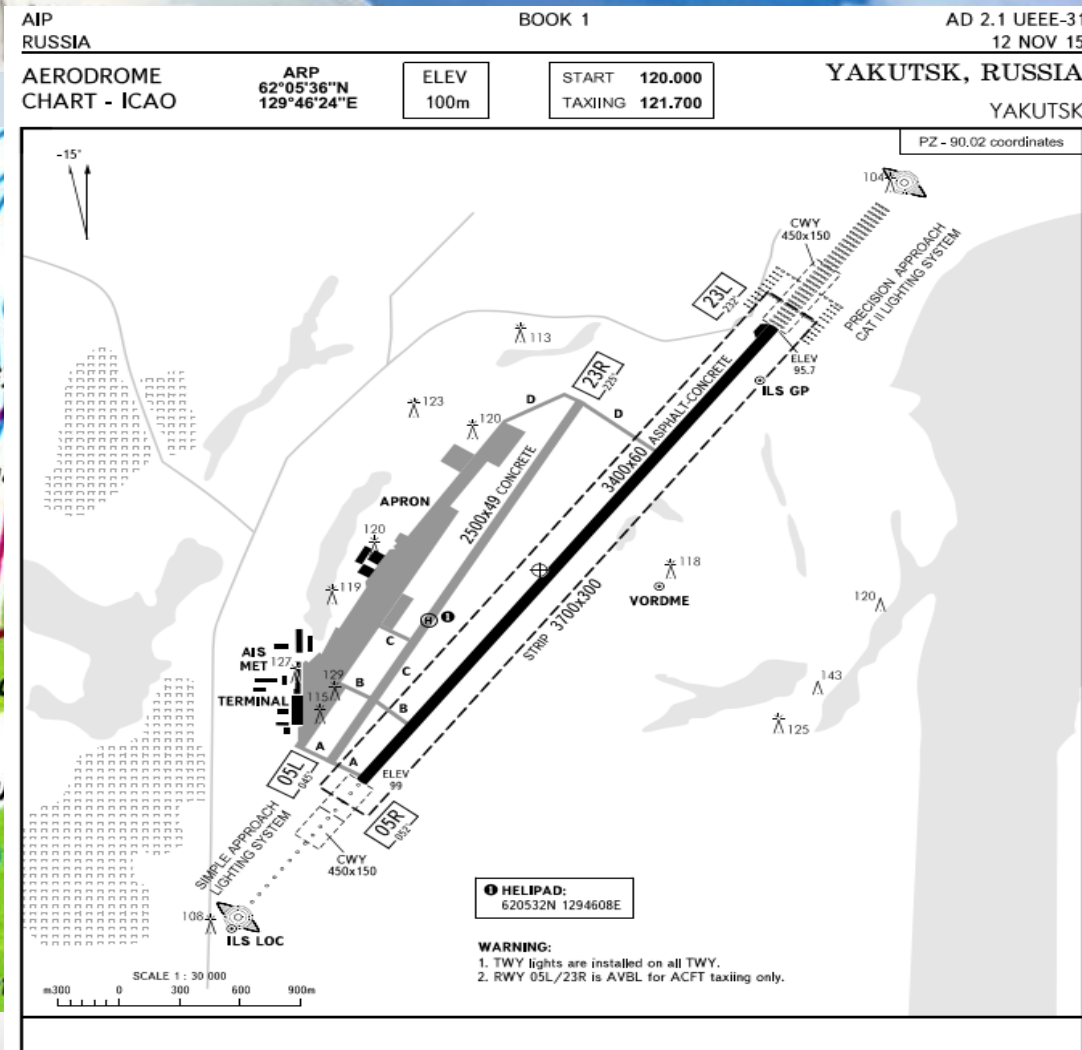 AIP
RUSSIA
BOOK 1
AD 2.1 UEEE-31
12 NOV 15
AERODROME
CHART - ICAO
ARP
62°05'36"N
129°46'24"E
ELEV
100m
START 120.000
TAXIING 121.700
YAKUTSK, RUSSIA
YAKUTSK
PZ - 90.02 coordinates
-15°
104
CWY
450x150
PRECISION APPROACH
CAT II LIGHTING SYSTEM
23L
232°
ELEV
95.7
ILS GP
113
23R
225°
123
120
D
D
3400x60 ASPHALT-CONCRETE
2500x49 CONCRETE
APRON
120
119
118
VORDME
120
STRIP 3700x300
H
C
C
AIS
MET
127
129
B
B
TERMINAL
115
143
125
A
A
05L
045°
ELEV
99
05R
052°
SIMPLE APPROACH
LIGHTING SYSTEM
CWY
450x150
108
ILS LOC
HELIPAD:
620532N 1294608E
WARNING:
1. TWY lights are installed on all TWY.
2. RWY 05L/23R is AVBL for ACFT taxiing only.
SCALE 1 : 30 000
m300 0 300 600 900m